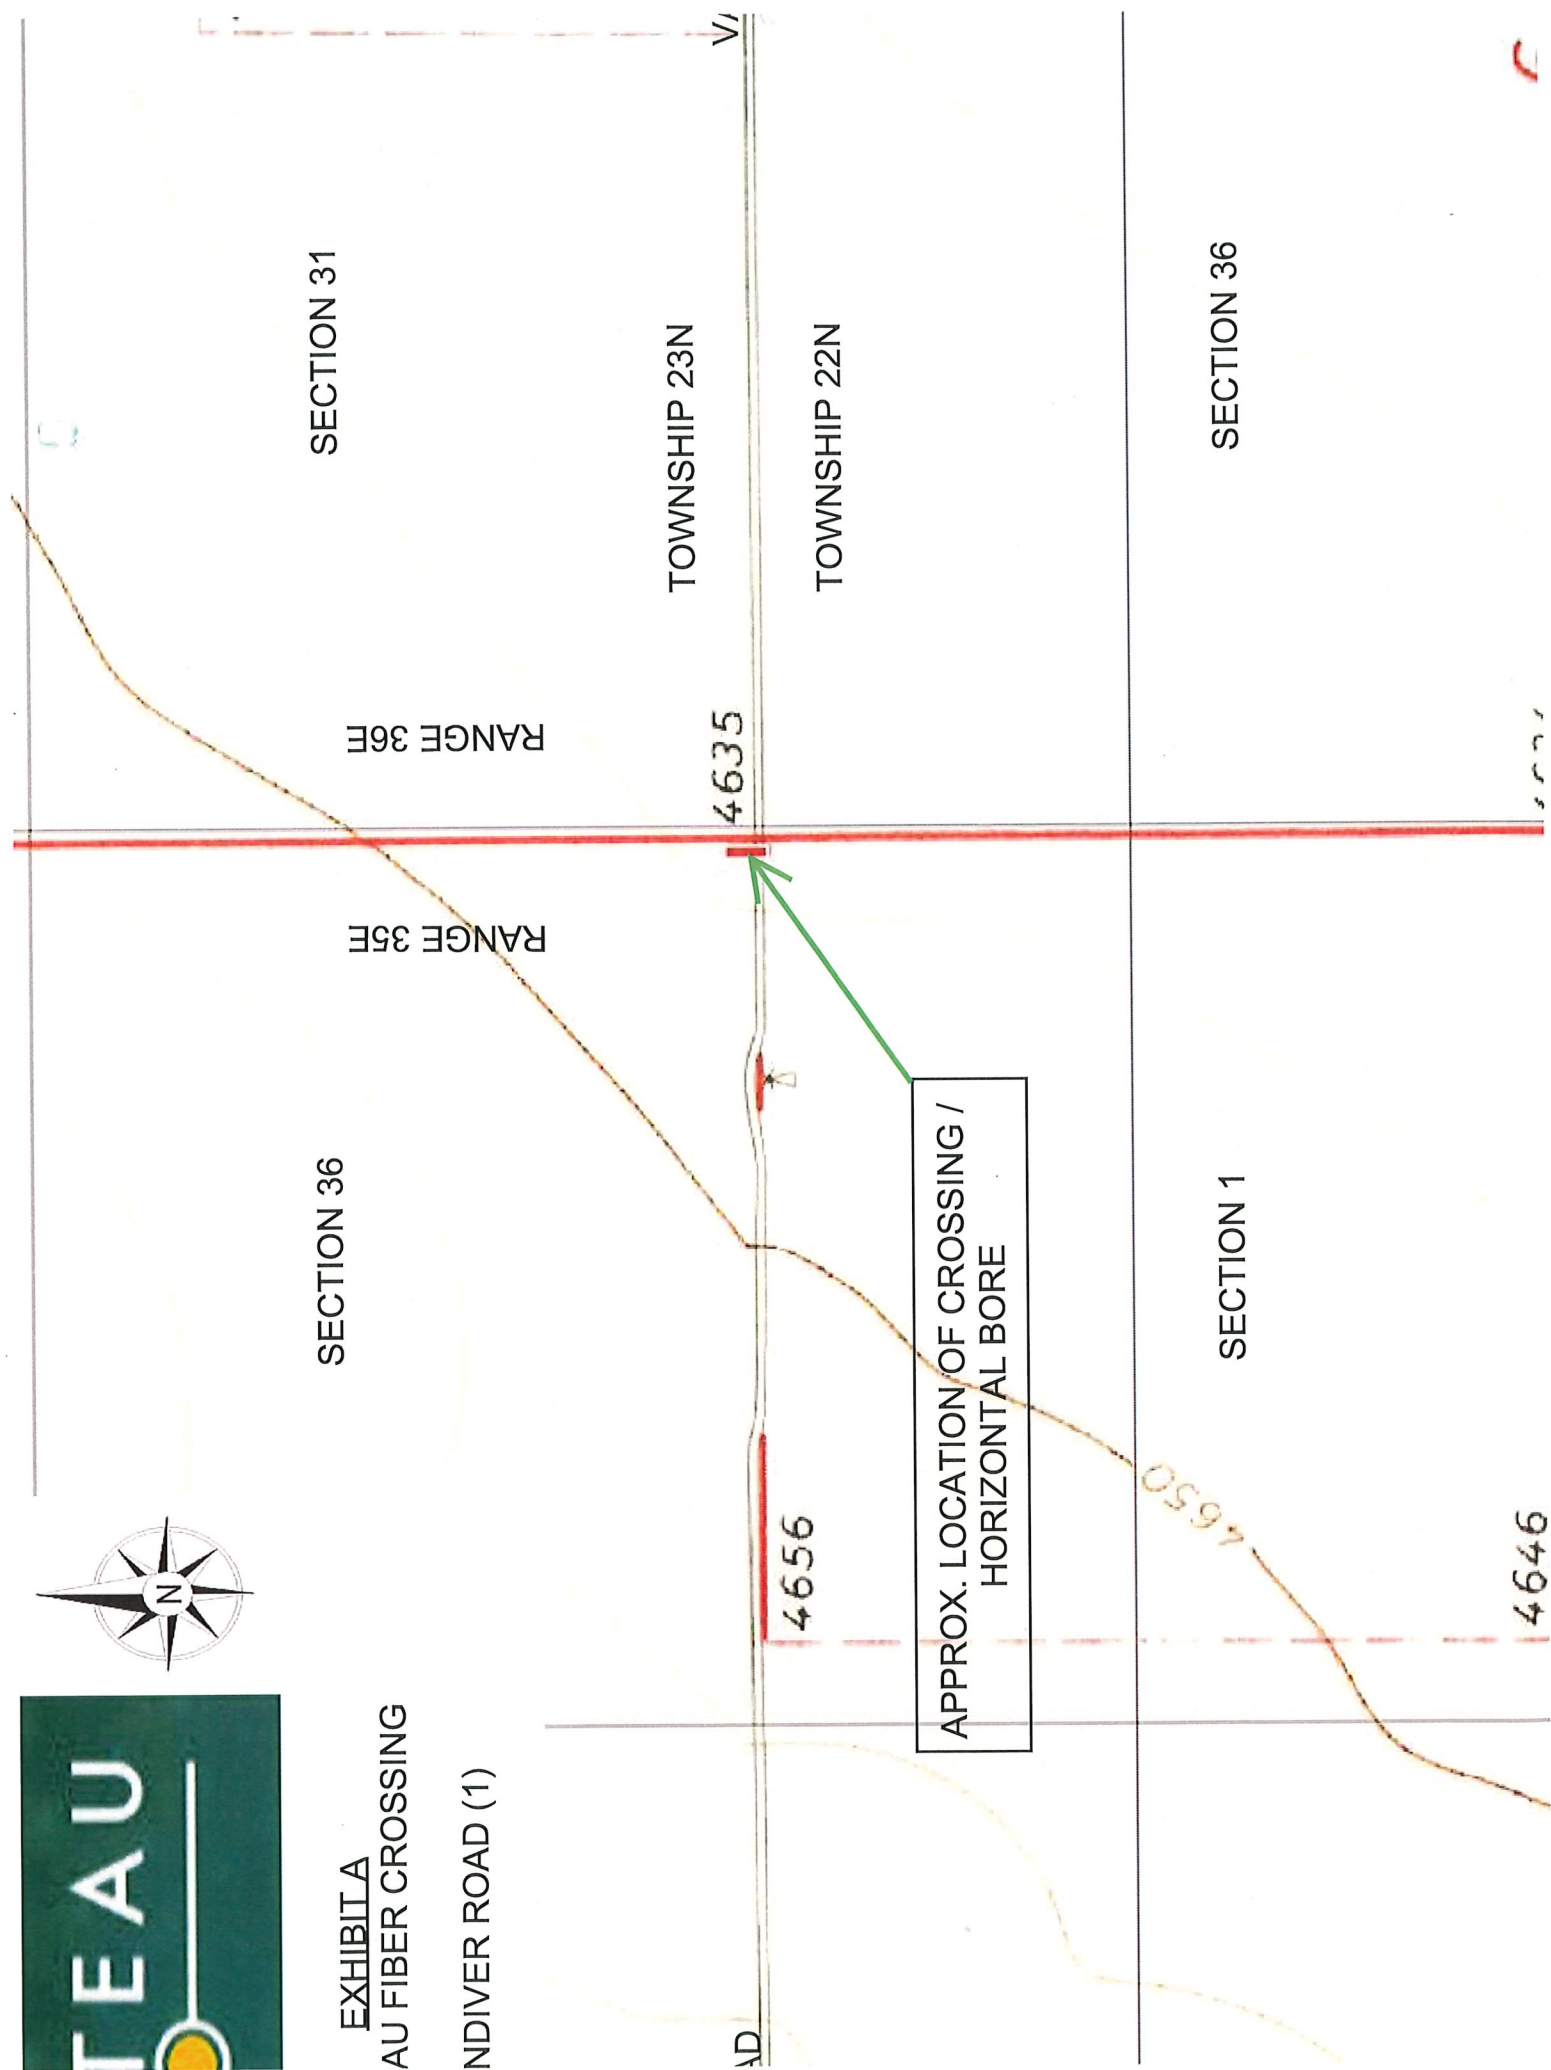 TEAU
N
EXHIBIT A
AU FIBER CROSSING
NDIVER ROAD (1)
SECTION 36
SECTION 31
RANGE 35E
RANGE 36E
TOWNSHIP 23N
4635
TOWNSHIP 22N
4656
AD
VA
APPROX. LOCATION OF CROSSING /
HORIZONTAL BORE
SECTION 1
SECTION 36
4650
4646